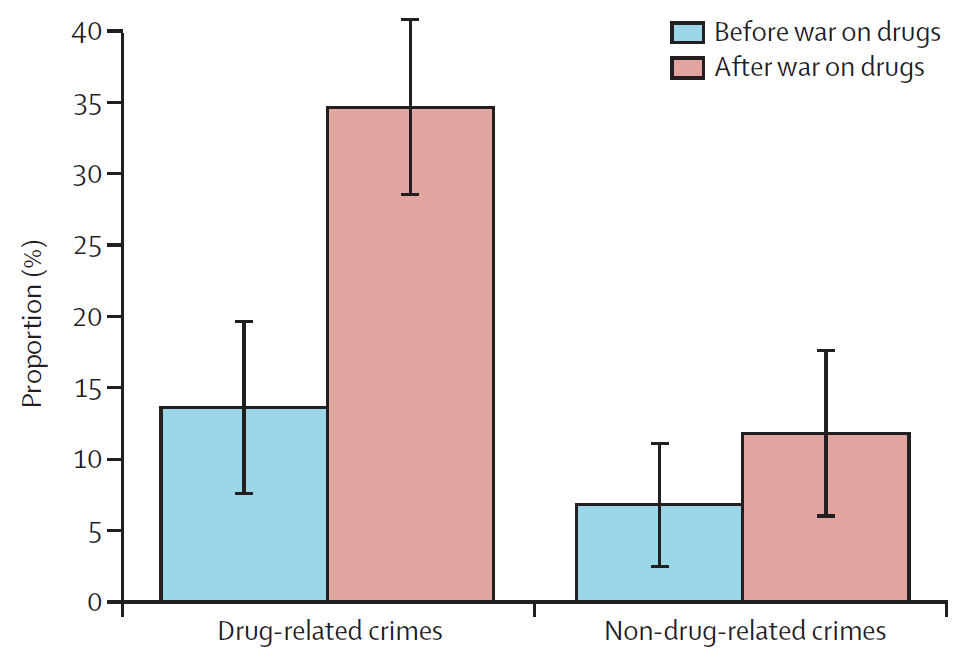 Before war on drugs
After war on drugs
Proportion (%)
40
35
30
25
20
15
10
5
0
Drug-related crimes
Non-drug-related crimes